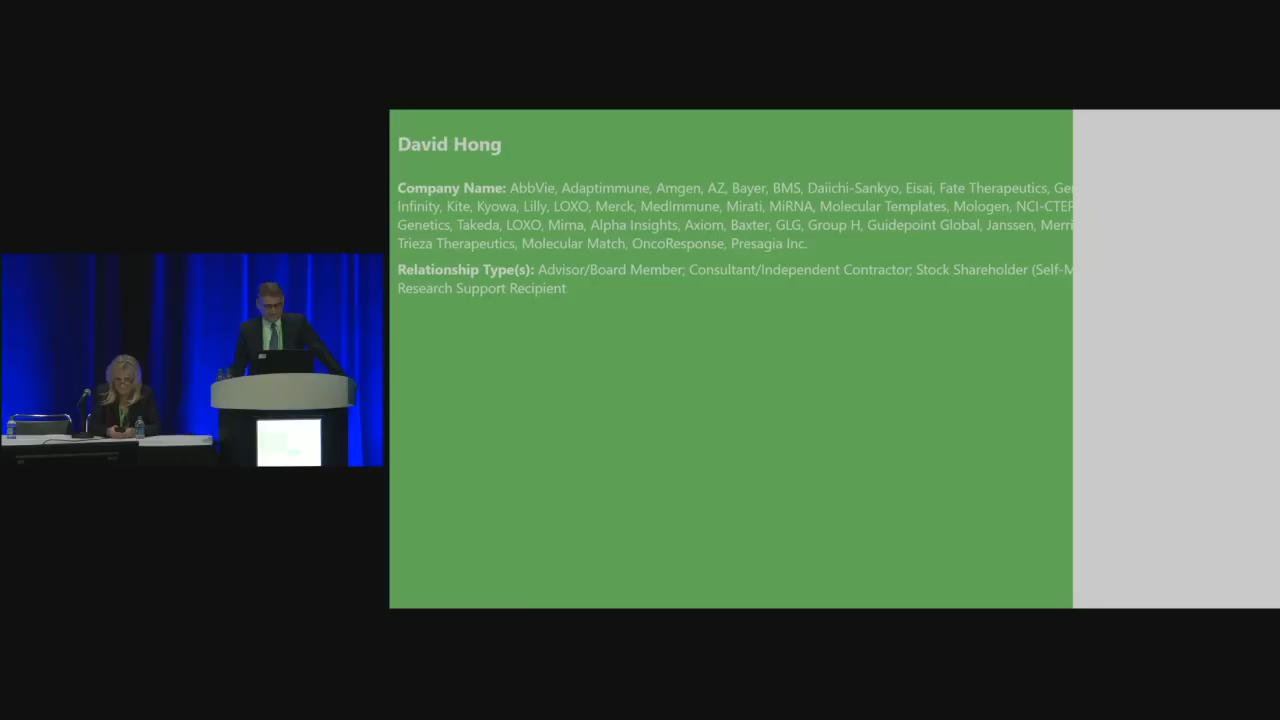 David Hong
Company Name: AbbVie, Adaptimmune, Amgen, AZ, Bayer, BMS, Daiichi-Sankyo, Eisai, Fate Therapeutics,
Infinity, Kite, Kyowa, Lilly, LOXO, Merck, MedImmune, Mirati, MiRNA, Molecular Templates, Mologen, NCI-CTEP
Genetics, Takeda, LOXO, Mirna, Alpha Insights, Axiom, Baxter, GLG, Group H, Guidepoint Global, Janssen,
Trieza Therapeutics, Molecular Match, OncoResponse, Presagia Inc.
Relationship Type(s): Advisor/Board Member; Consultant/Independent Contractor; Stock Shareholder
Research Support Recipient